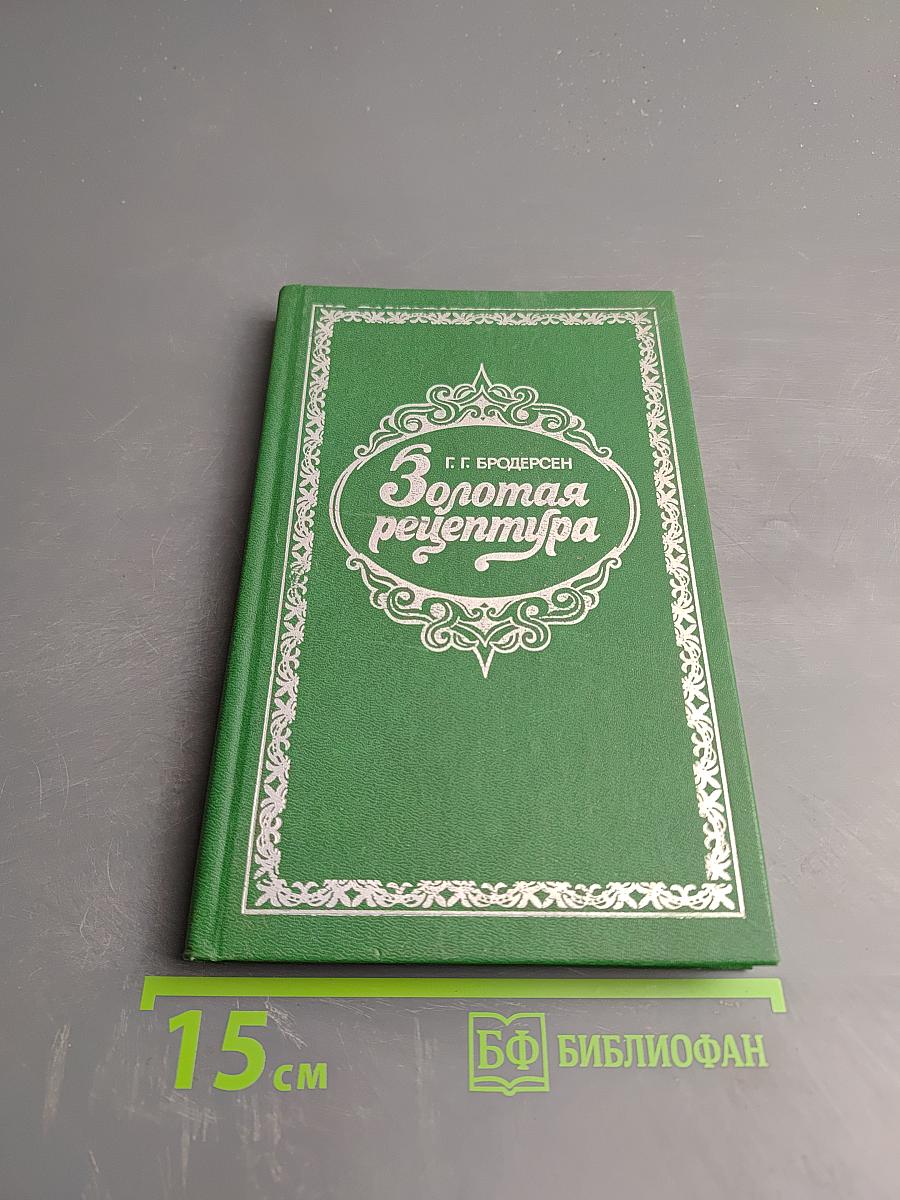 Г. Г. БРОДЕРСЕН
Золотая
рецептура
15 см
БФ БИБЛИОФАН